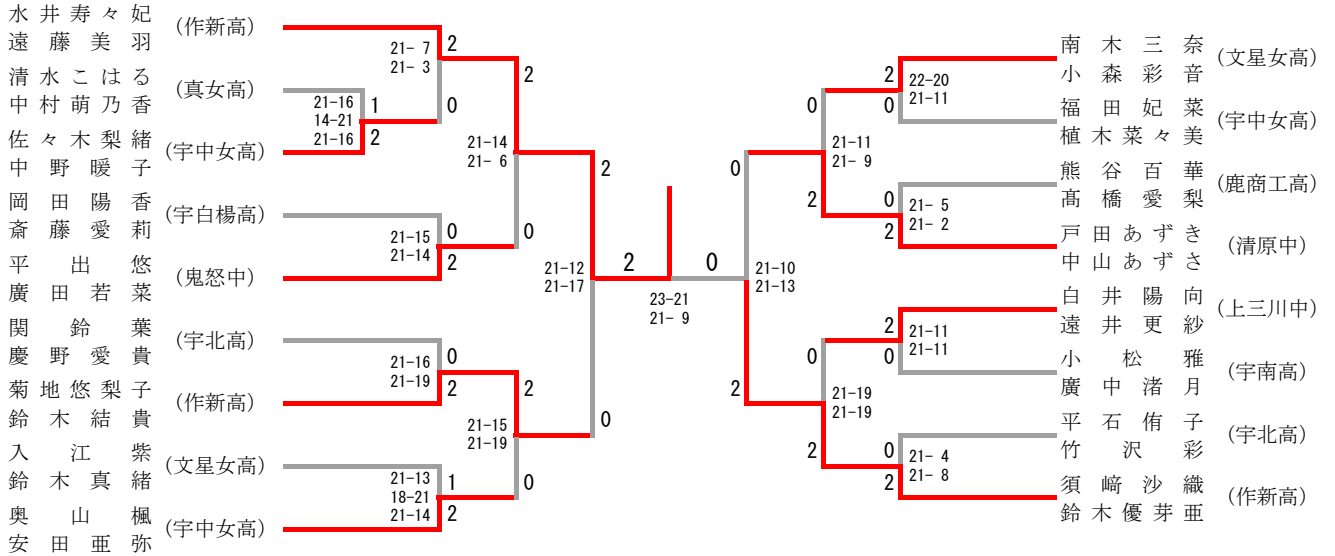 水井寿々妃
遠藤美羽
(作新高)
清水こはる
中村萌乃香
(真女高)
佐々木梨緒
中野暖子
(宇中女高)
岡田陽香
斎藤愛莉
(宇白楊高)
平出悠
廣田若菜
(鬼怒中)
関鈴葉
慶野愛貴
(宇北高)
菊地悠梨子
鈴木結貴
(作新高)
入江紫
鈴木真緒
(文星女高)
奥山楓
安田亜弥
(宇中女高)
21-16
14-21
21-16
1
2
21- 7
21- 3
2
0
21-15
21-14
0
2
21-16
21-19
0
2
21-13
18-21
21-14
1
2
21-14
21- 6
2
0
21-15
21-19
2
0
21-12
21-17
2
0
2
0
23-21
21- 9
21-10
21-13
0
2
21-11
21- 9
0
2
21-19
21-19
0
2
22-20
21-11
2
0
21- 5
21- 2
0
2
21-11
21-11
2
0
21- 4
21- 8
0
2
南木三奈
小森彩音
(文星女高)
福田妃菜
植木菜々美
(宇中女高)
熊谷百華
髙橋愛梨
(鹿商工高)
戸田あずき
中山あずさ
(清原中)
白井陽向
遠井更紗
(上三川中)
小松雅
廣中渚月
(宇南高)
平石侑子
竹沢彩
(宇北高)
須﨑沙織
鈴木優芽亜
(作新高)